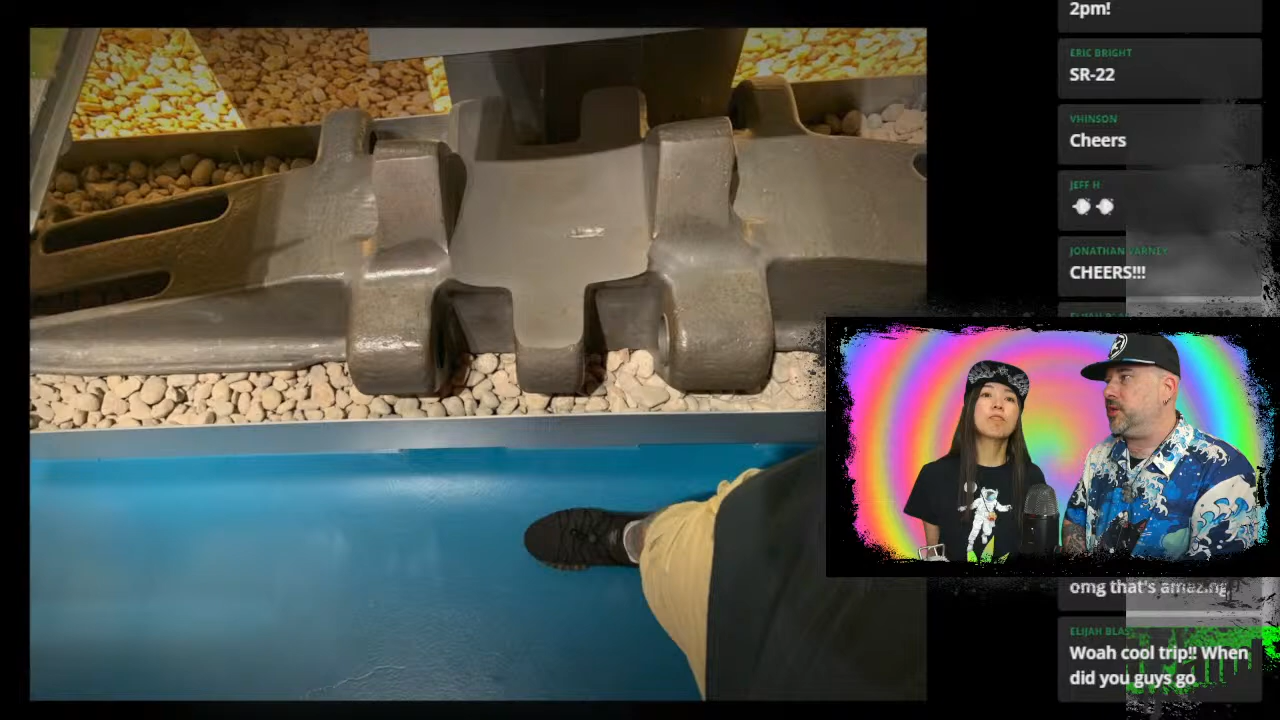 2pm!
ERIC BRIGHT
SR-22
VHINSON
Cheers
JEFF H
JONATHAN VARNEY
CHEERS!!!
omg that's amazing
ELIJAH BLAS
Woah cool trip!! When
did you guys go